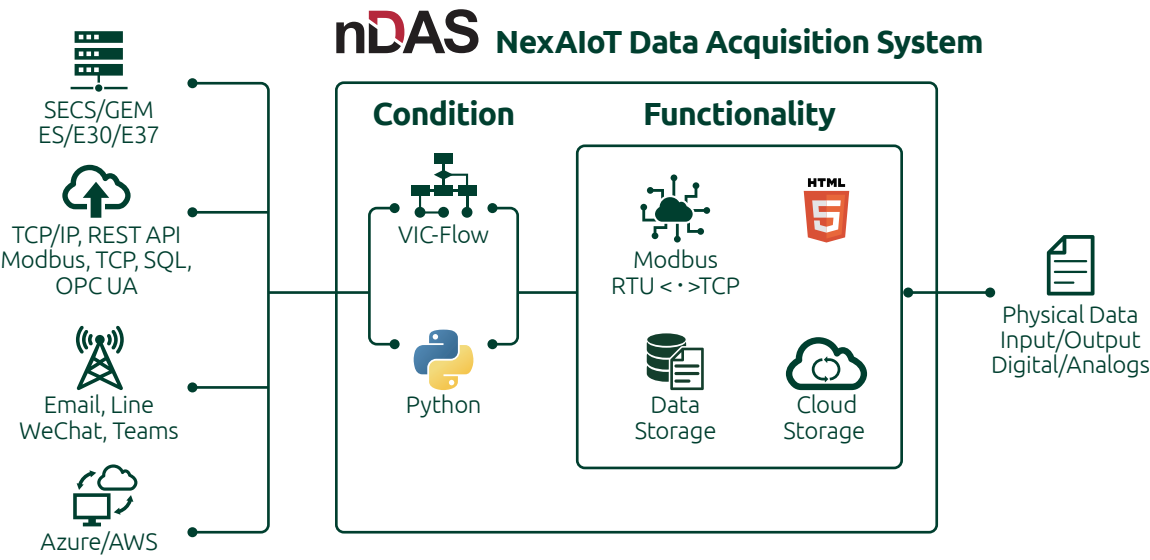 nDAS NexAIoT Data Acquisition System
SECS/GEM
ES/E30/E37
TCP/IP, REST API
Modbus, TCP, SQL,
OPC UA
Email, Line
WeChat, Teams
Azure/AWS
Condition
VIC-Flow
Python
Functionality
Modbus
RTU <·>TCP
HTML
5
Data
Storage
Cloud
Storage
Physical Data
Input/Output
Digital/Analogs